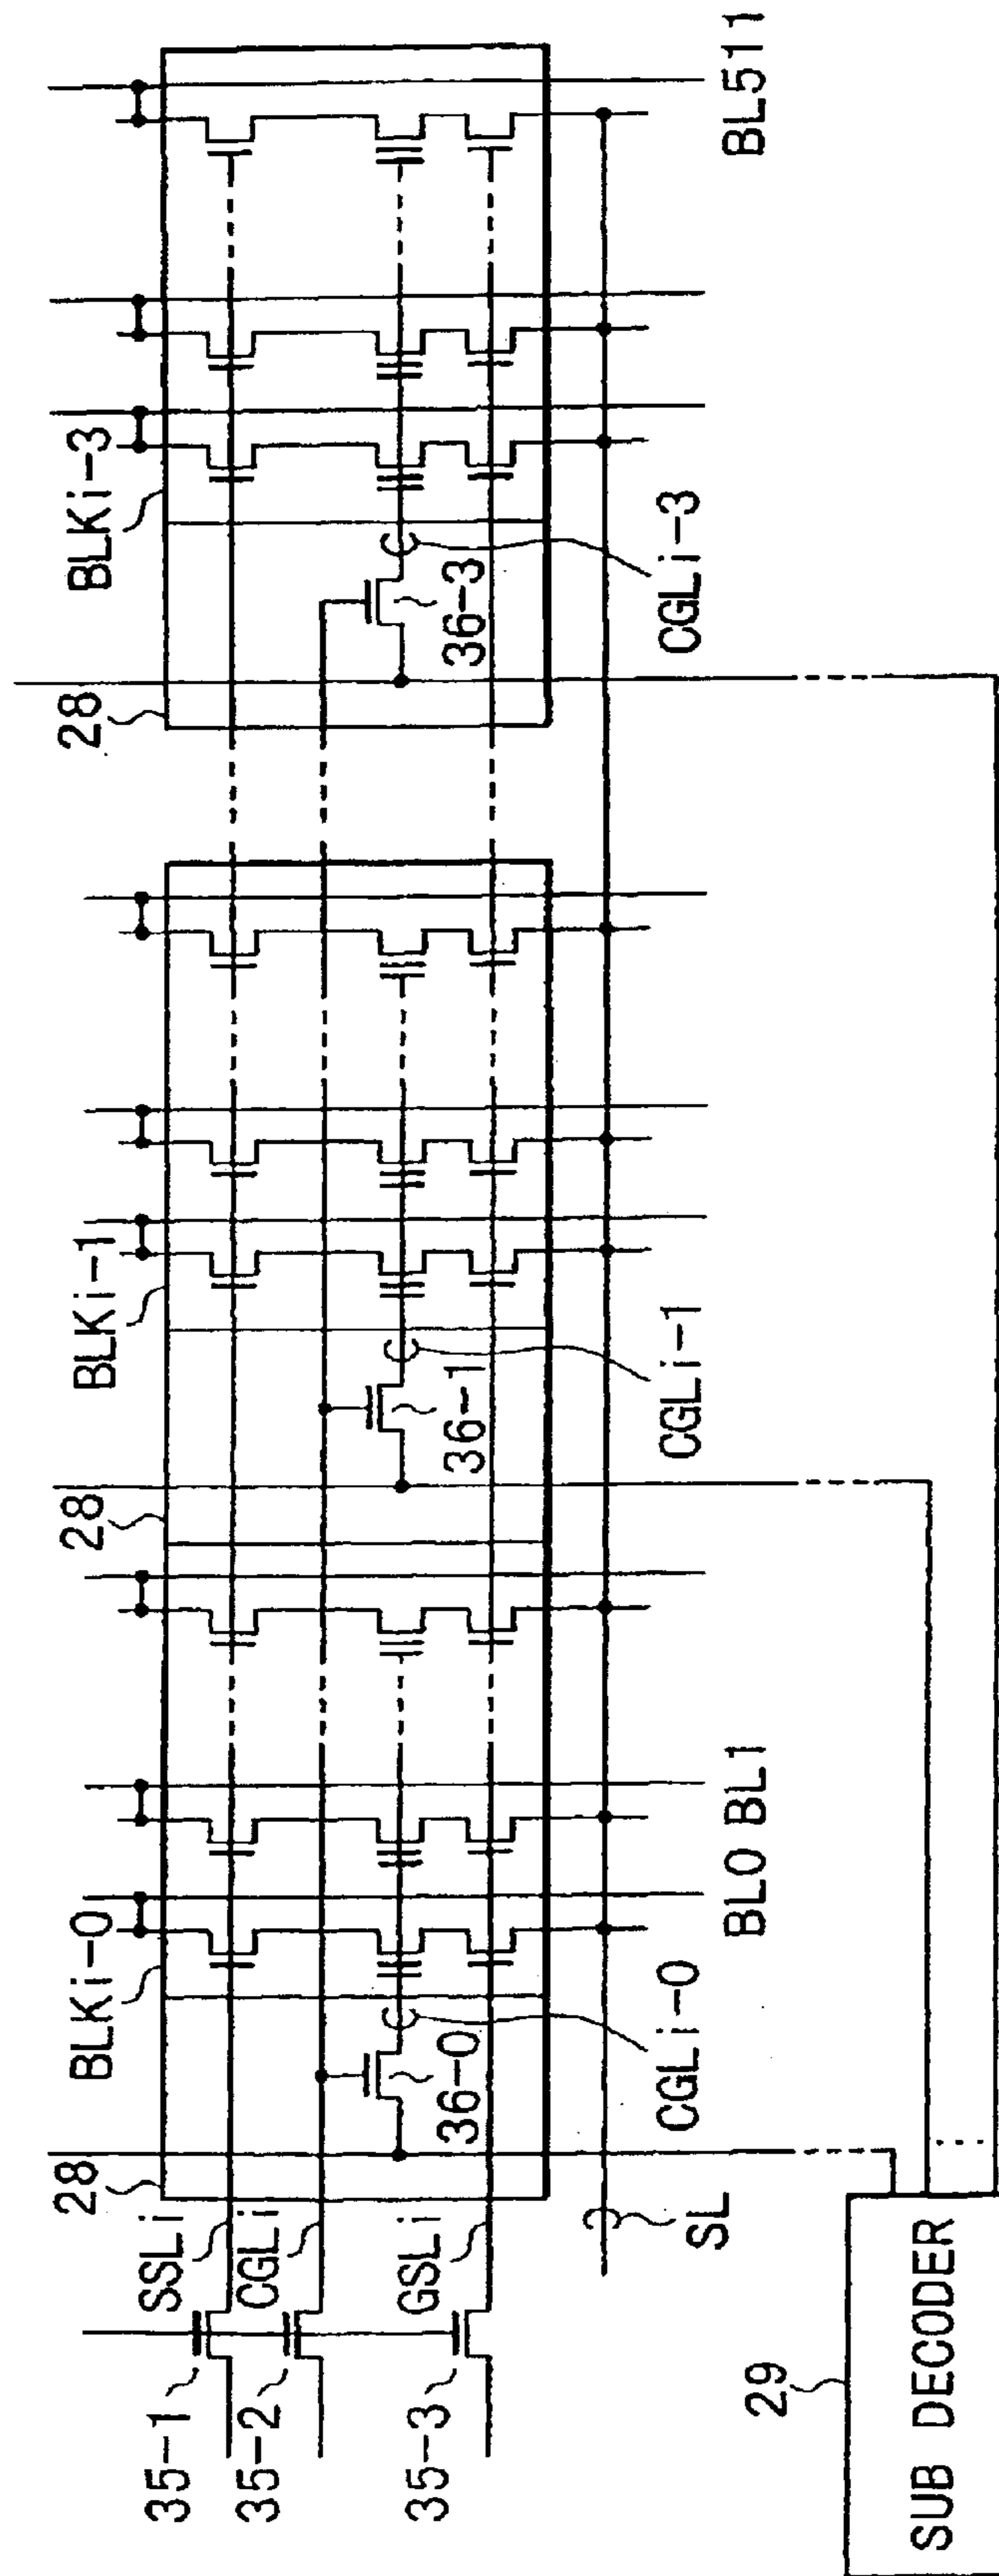 28
BLKi-0
28
BLKi-1
28
BLKi-3
35-1
SSLi
35-2
CGLi
35-3
GSLi
36-0
36-1
36-3
CGLi-0
CGLi-1
CGLi-3
SL
BL0 BL1
BL511
29
SUB DECODER